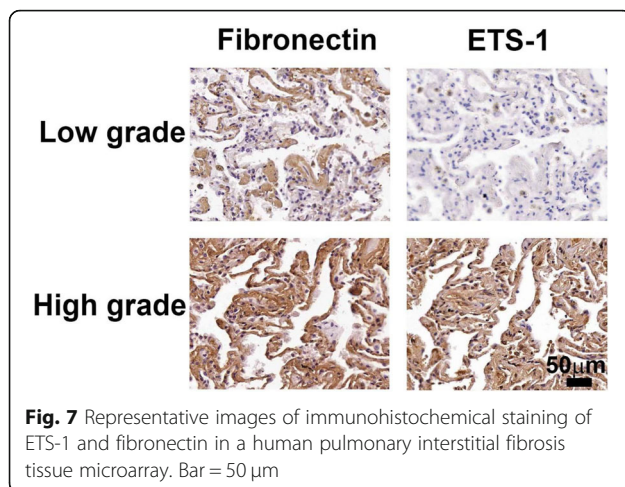 Fibronectin ETS-1
Low grade
High grade
50μm
Fig. 7 Representative images of immunohistochemical staining of
ETS-1 and fibronectin in a human pulmonary interstitial fibrosis
tissue microarray. Bar = 50 μm